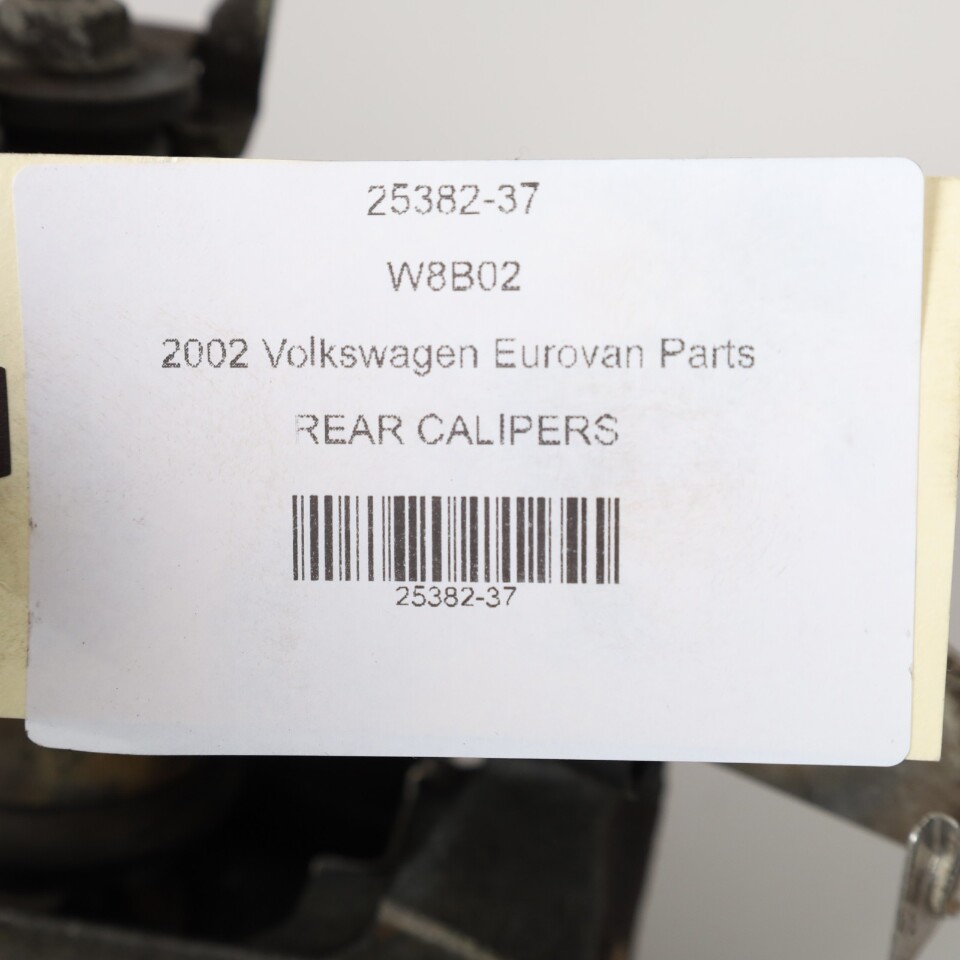 25382-37
W8B02
2002 Volkswagen Eurovan Parts
REAR CALIPERS
25382-37